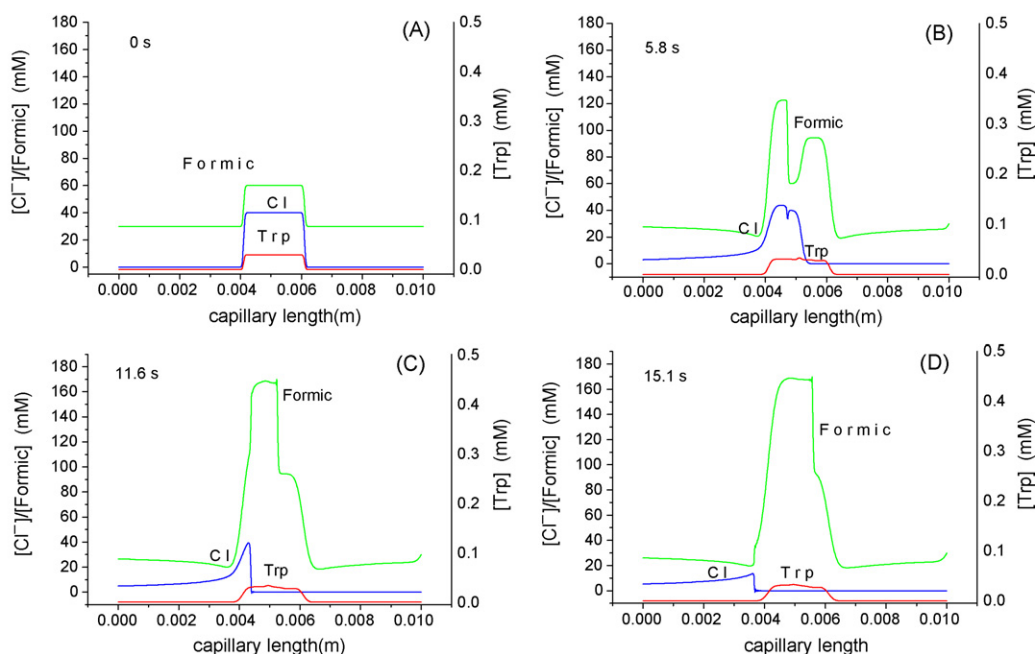 (A)
0 s
[Cl⁻]/[Formic] (mM)
180
160
140
120
100
80
60
40
20
0
Formic
Cl
Trp
0.5
0.4
0.3
0.2
0.1
0.0
[Trp] (mM)
0.000 0.002 0.004 0.006 0.008 0.010
capillary length(m)
(B)
5.8 s
[Cl⁻]/[Formic] (mM)
180
160
140
120
100
80
60
40
20
0
Formic
Cl
Trp
0.5
0.4
0.3
0.2
0.1
0.0
[Trp] (mM)
0.000 0.002 0.004 0.006 0.008 0.010
capillary length(m)
(C)
11.6 s
[Cl⁻]/[Formic] (mM)
180
160
140
120
100
80
60
40
20
0
Formic
Cl
Trp
0.5
0.4
0.3
0.2
0.1
0.0
[Trp] (mM)
0.000 0.002 0.004 0.006 0.008 0.010
capillary length(m)
(D)
15.1 s
[Cl⁻]/[Formic] (mM)
180
160
140
120
100
80
60
40
20
0
Formic
Cl
Trp
0.5
0.4
0.3
0.2
0.1
0.0
[Trp] (mM)
0.000 0.002 0.004 0.006 0.008 0.010
capillary length